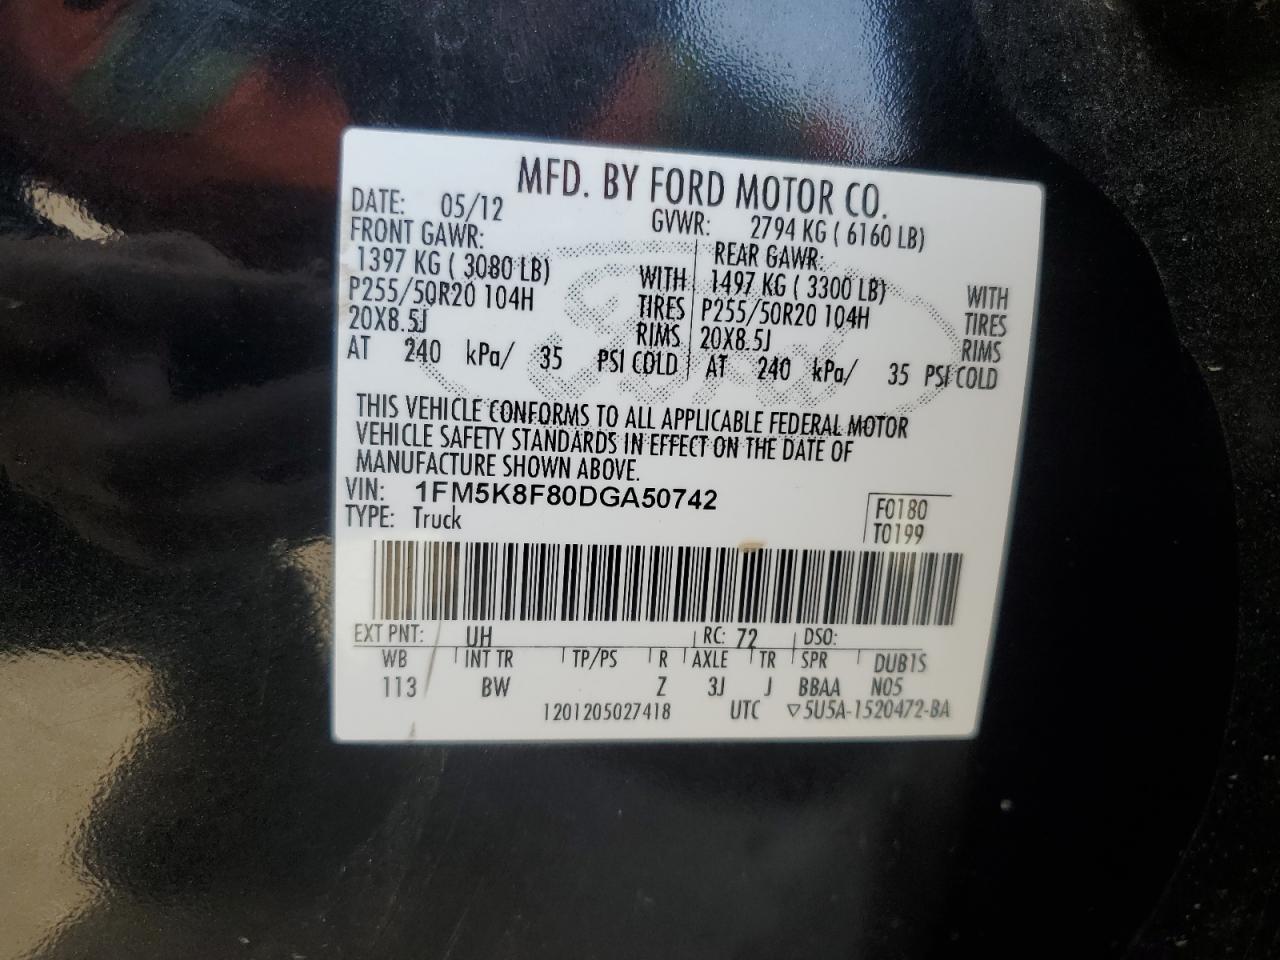 MFD. BY FORD MOTOR CO.
DATE: 05/12 GVWR: 2794 KG ( 6160 LB)
FRONT GAWR: REAR GAWR:
1397 KG ( 3080 LB) WITH 1497 KG ( 3300 LB) WITH
P255/50R20 104H TIRES P255/50R20 104H TIRES
20X8.5J RIMS 20X8.5J RIMS
AT 240 kPa/ 35 PSI COLD AT 240 kPa/ 35 PSI COLD
THIS VEHICLE CONFORMS TO ALL APPLICABLE FEDERAL MOTOR
VEHICLE SAFETY STANDARDS IN EFFECT ON THE DATE OF
MANUFACTURE SHOWN ABOVE.
VIN: 1FM5K8F80DGA50742 F0180
TYPE: Truck T0199
EXT PNT: UH RC: 72 DSO:
WB INT TR TP/PS R AXLE TR SPR DUB1S
113 BW Z 3J J BBAA N05
1201205027418 UTC ▽5U5A-1520472-BA